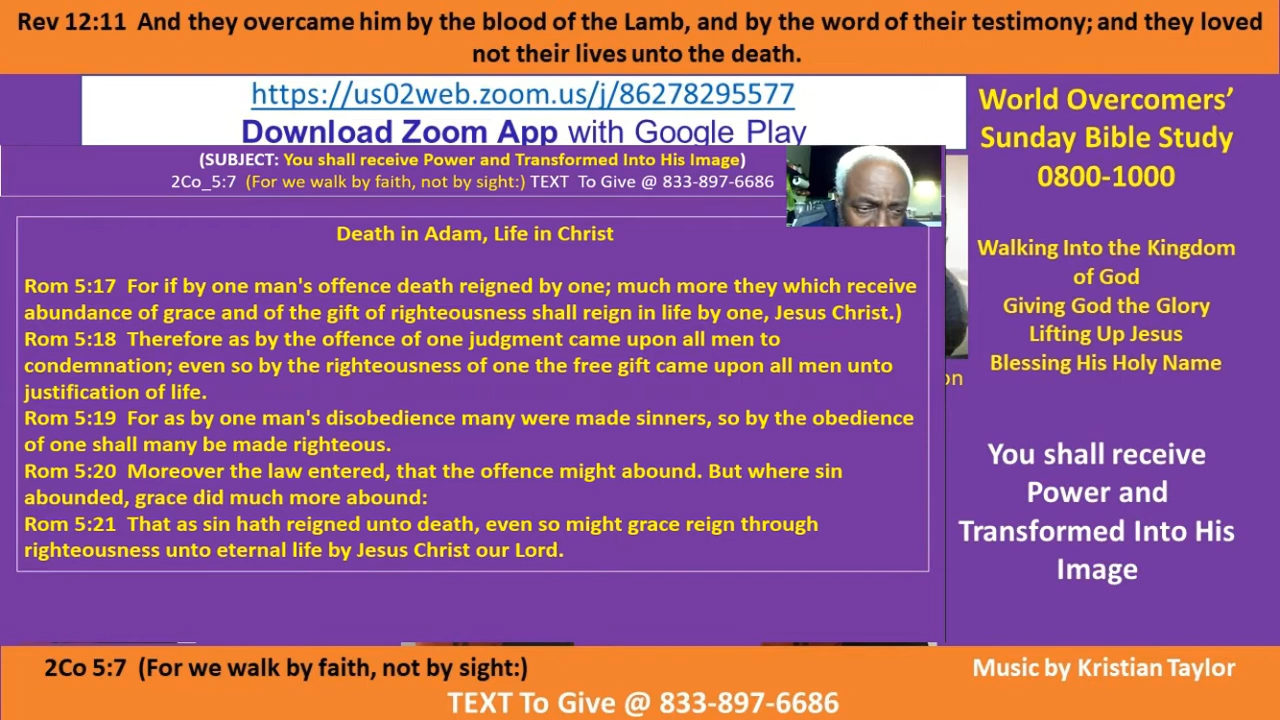 Rev 12:11  And they overcame him by the blood of the Lamb, and by the word of their testimony; and they loved
not their lives unto the death.
https://us02web.zoom.us/j/86278295577
Download Zoom App with Google Play
(SUBJECT: You shall receive Power and Transformed Into His Image)
2Co_5:7  (For we walk by faith, not by sight:) TEXT  To Give @ 833-897-6686
Death in Adam, Life in Christ
Rom 5:17  For if by one man's offence death reigned by one; much more they which receive
abundance of grace and of the gift of righteousness shall reign in life by one, Jesus Christ.)
Rom 5:18  Therefore as by the offence of one judgment came upon all men to
condemnation; even so by the righteousness of one the free gift came upon all men unto
justification of life.
Rom 5:19  For as by one man's disobedience many were made sinners, so by the obedience
of one shall many be made righteous.
Rom 5:20  Moreover the law entered, that the offence might abound. But where sin
abounded, grace did much more abound:
Rom 5:21  That as sin hath reigned unto death, even so might grace reign through
righteousness unto eternal life by Jesus Christ our Lord.
World Overcomers'
Sunday Bible Study
0800-1000
Walking Into the Kingdom
of God
Giving God the Glory
Lifting Up Jesus
Blessing His Holy Name
on
You shall receive
Power and
Transformed Into His
Image
2Co 5:7  (For we walk by faith, not by sight:)
Music by Kristian Taylor
TEXT To Give @ 833-897-6686